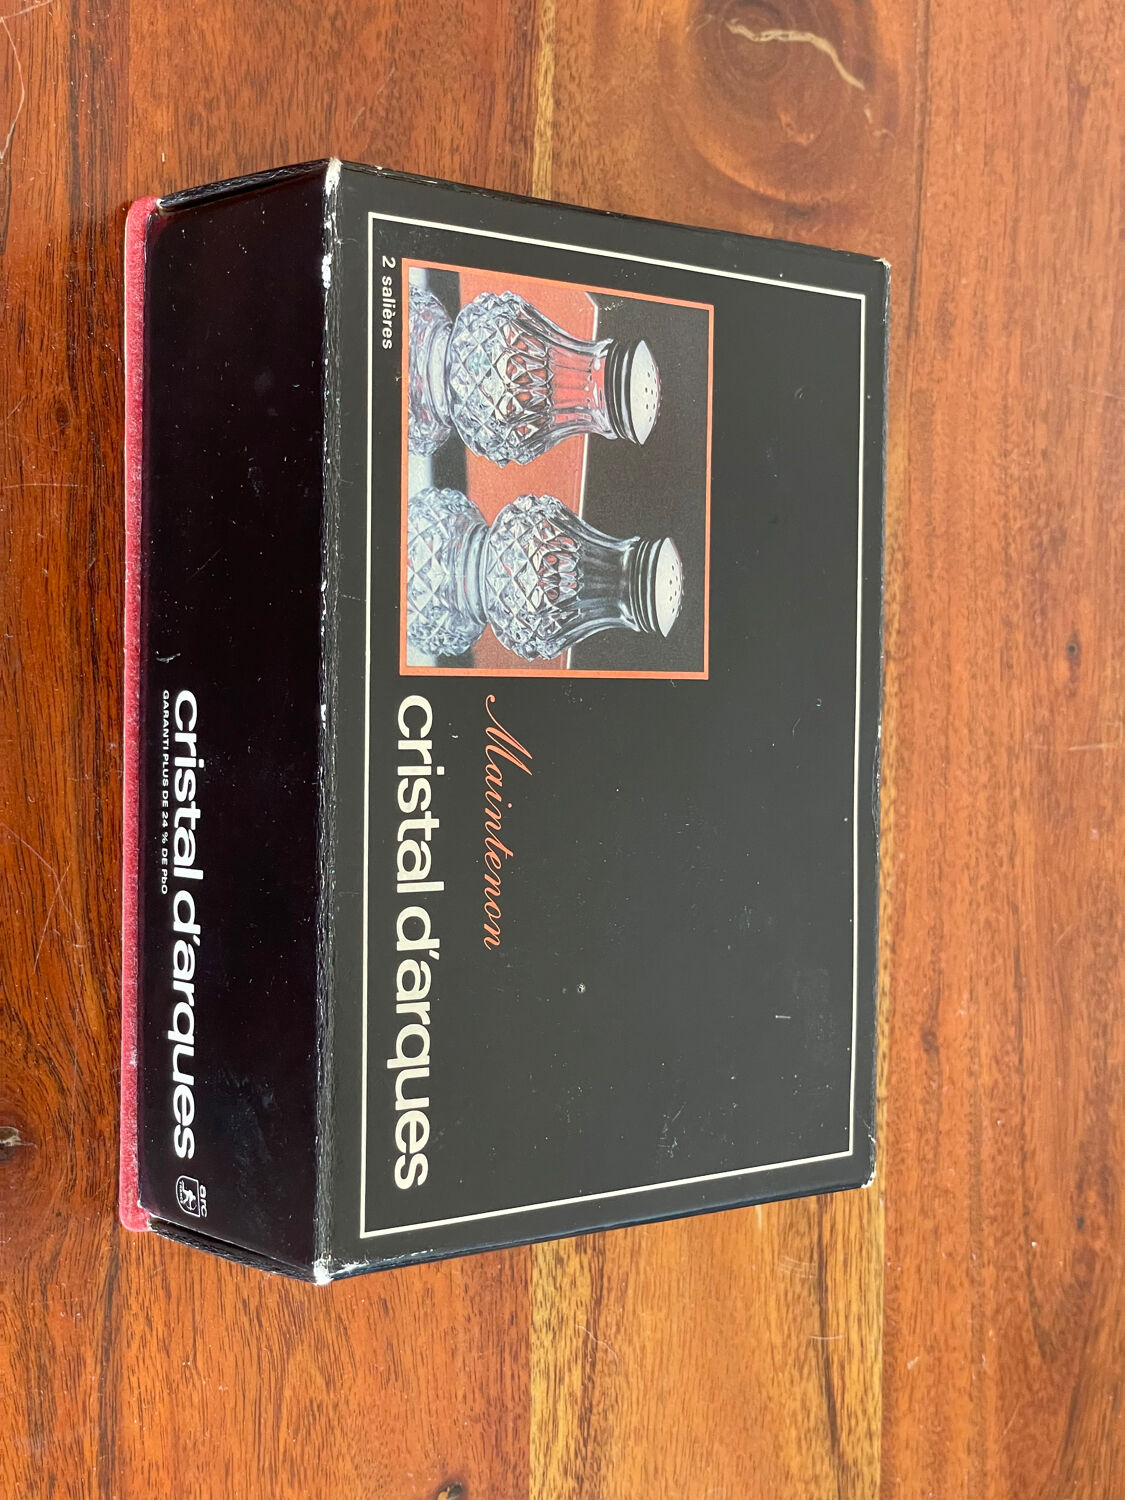 2 salières
Maintenon
cristal d'arques
cristal d'arques
GARANTI PLUS DE 24 % DE PbO
arc